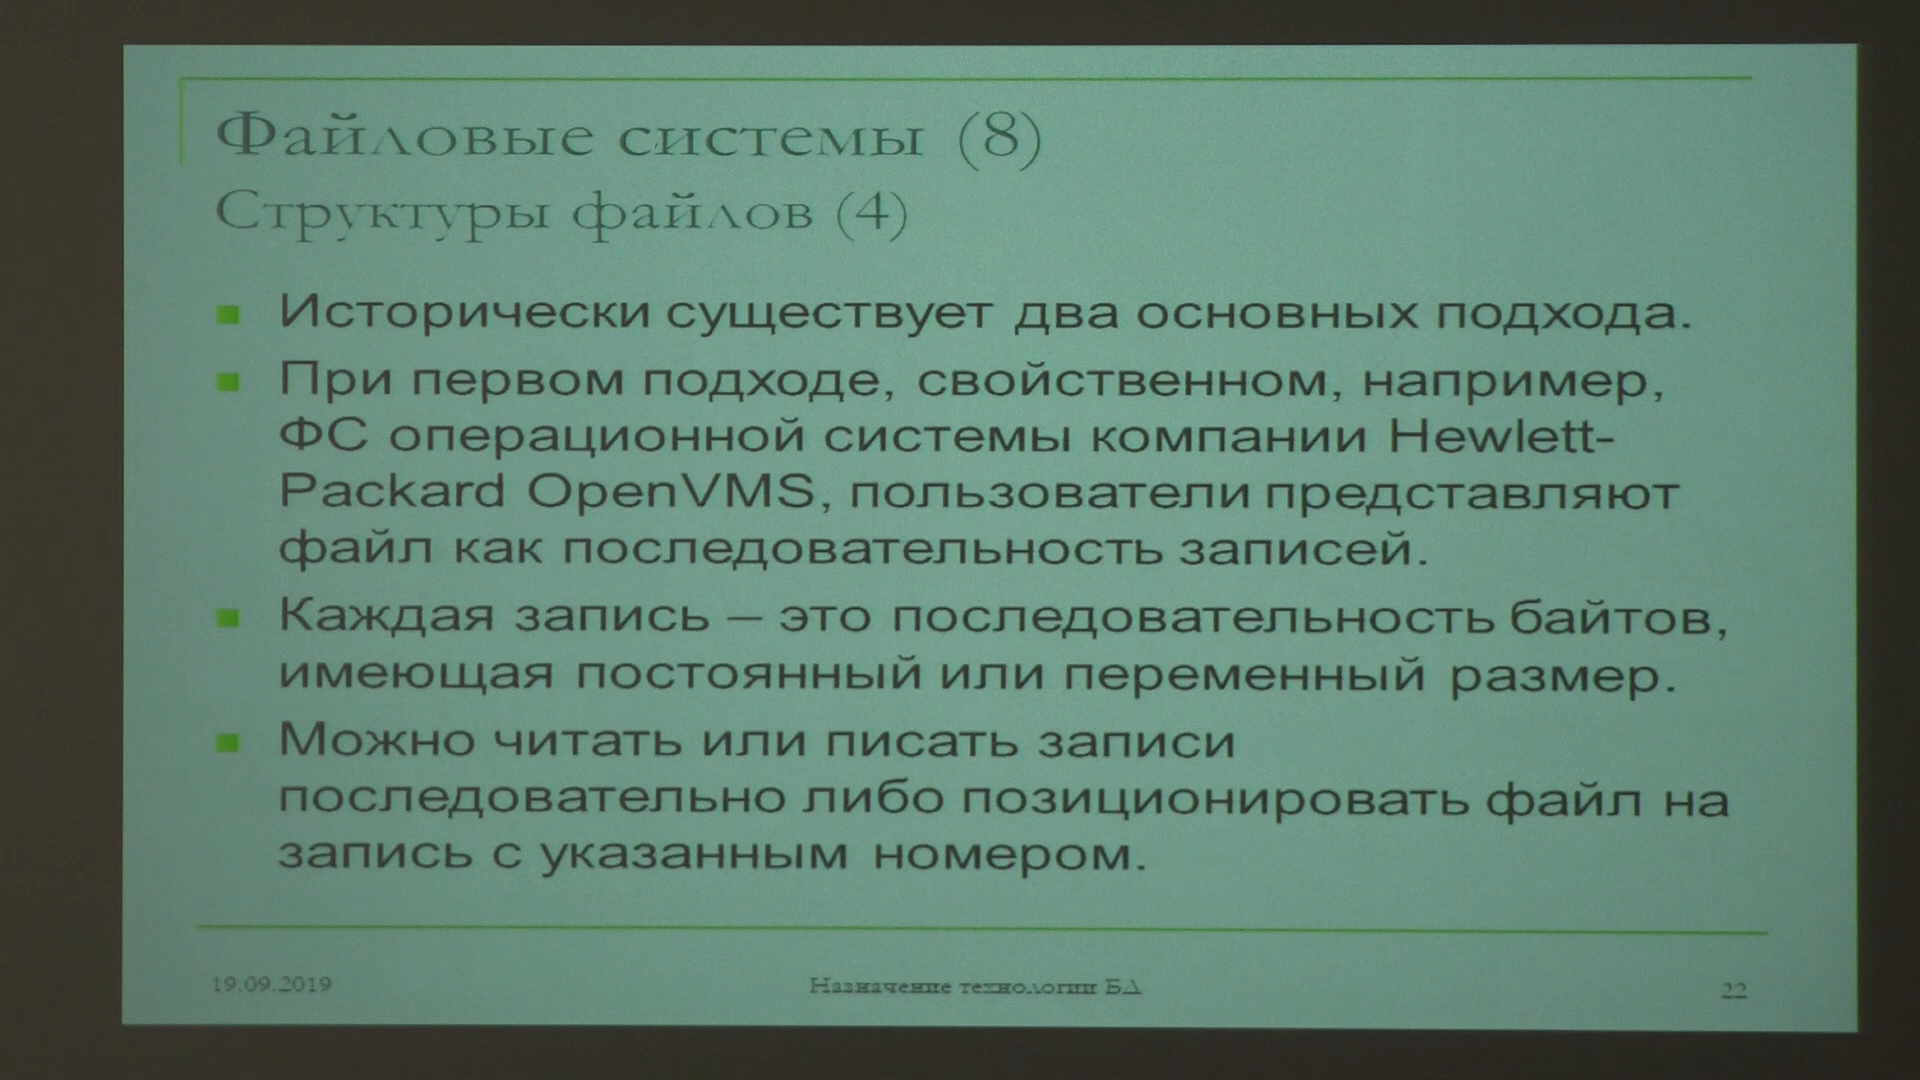 Файловые системы (8)
Структуры файлов (4)
Исторически существует два основных подхода.
При первом подходе, свойственном, например,
ФС операционной системы компании Hewlett-
Packard OpenVMS, пользователи представляют
файл как последовательность записей.
Каждая запись – это последовательность байтов,
имеющая постоянный или переменный размер.
Можно читать или писать записи
последовательно либо позиционировать файл на
запись с указанным номером.
19.09.2019
Назначение технологии БД
22